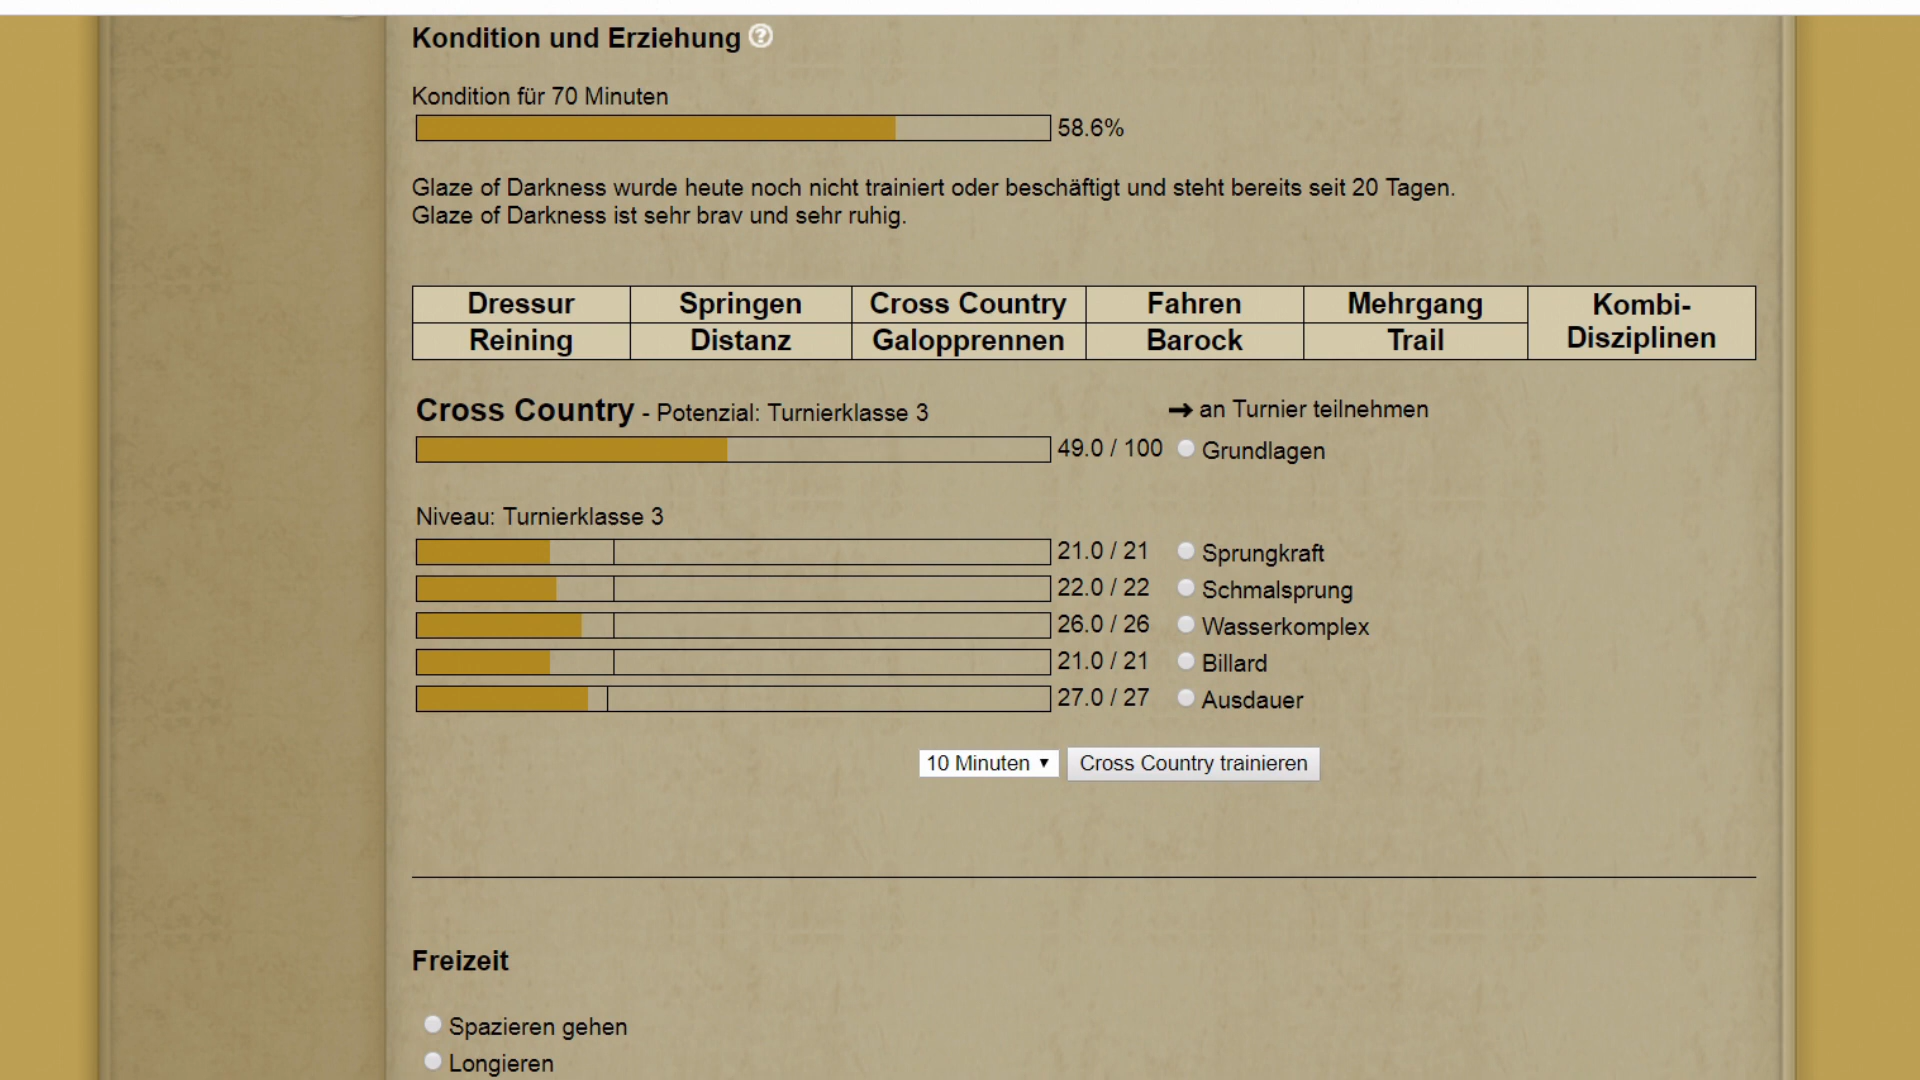 Kondition und Erziehung ?
Kondition für 70 Minuten
58.6%
Glaze of Darkness wurde heute noch nicht trainiert oder beschäftigt und steht bereits seit 20 Tagen.
Glaze of Darkness ist sehr brav und sehr ruhig.
Dressur Springen Cross Country Fahren Mehrgang Kombi-
Reining Distanz Galopprennen Barock Trail Disziplinen
Cross Country - Potenzial: Turnierklasse 3 → an Turnier teilnehmen
49.0 / 100 Grundlagen
Niveau: Turnierklasse 3
21.0 / 21 Sprungkraft
22.0 / 22 Schmalsprung
26.0 / 26 Wasserkomplex
21.0 / 21 Billard
27.0 / 27 Ausdauer
10 Minuten ▼ Cross Country trainieren
Freizeit
Spazieren gehen
Longieren